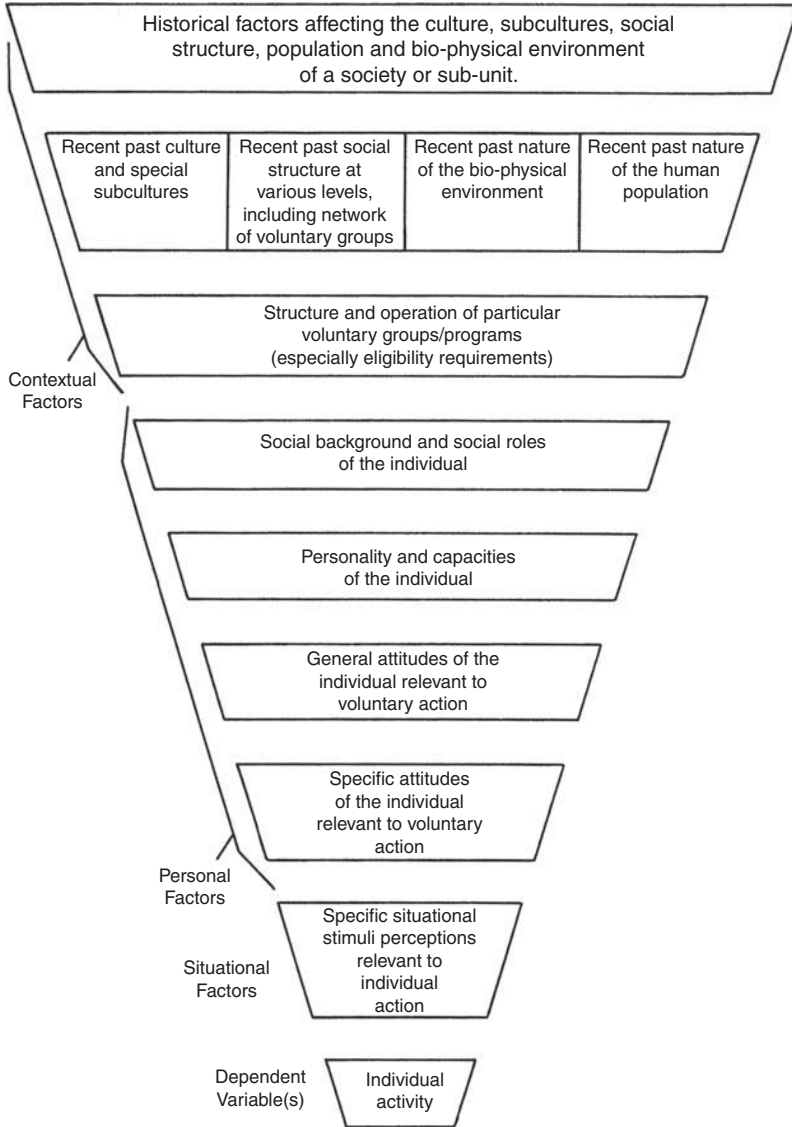 Historical factors affecting the culture, subcultures, social
structure, population and bio-physical environment
of a society or sub-unit.
Recent past culture
and special
subcultures
Recent past social
structure at
various levels,
including network
of voluntary groups
Recent past nature
of the bio-physical
environment
Recent past nature
of the human
population
Structure and operation of particular
voluntary groups/programs
(especially eligibility requirements)
Contextual
Factors
Social background and social roles
of the individual
Personality and capacities
of the individual
General attitudes of the
individual relevant to
voluntary action
Specific attitudes
of the individual
relevant to voluntary
action
Personal
Factors
Specific situational
stimuli perceptions
relevant to
individual
action
Situational
Factors
Dependent
Variable(s)
Individual
activity